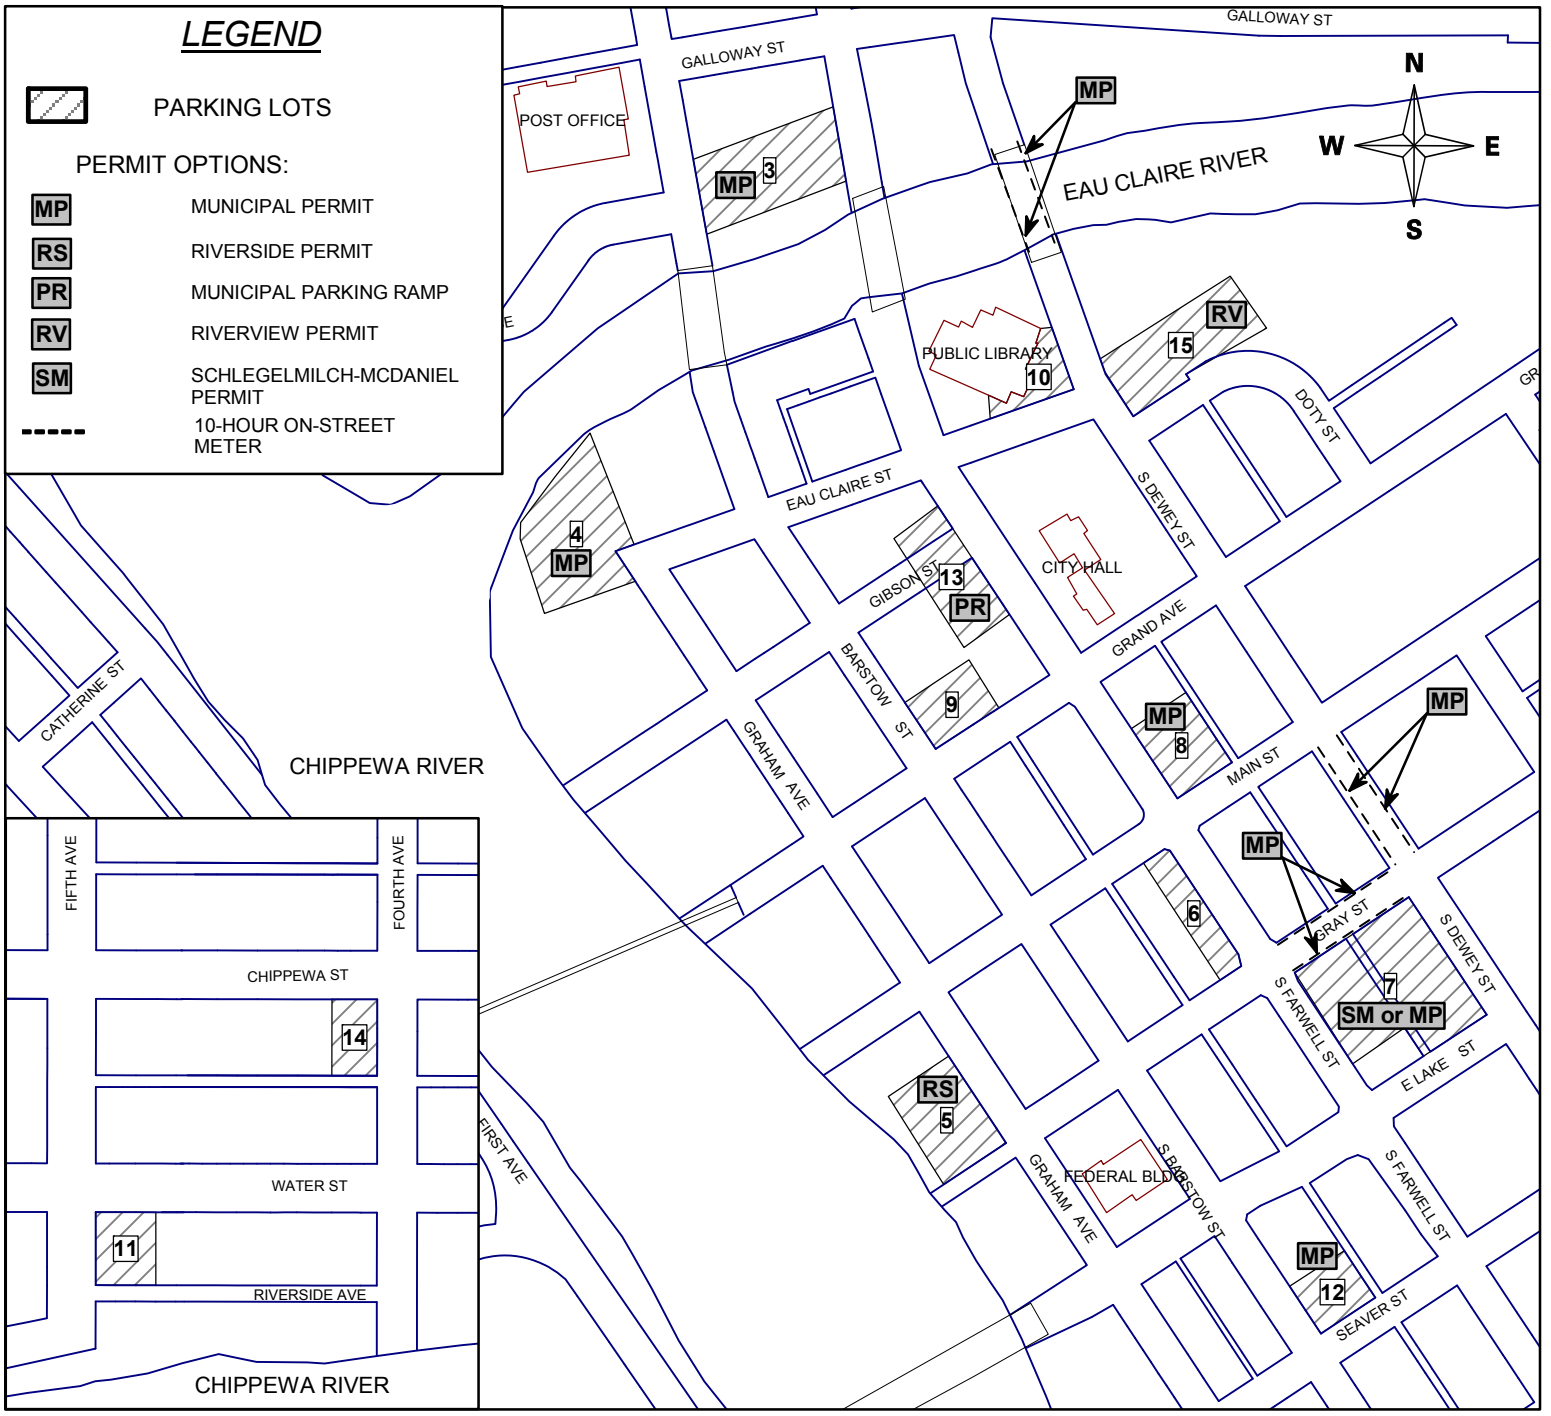 LEGEND
PARKING LOTS
PERMIT OPTIONS:
MP MUNICIPAL PERMIT
RS RIVERSIDE PERMIT
PR MUNICIPAL PARKING RAMP
RV RIVERVIEW PERMIT
SM SCHLEGELMILCH-MCDANIEL
PERMIT
10-HOUR ON-STREET
METER
GALLOWAY ST
GALLOWAY ST
N
W E
S
POST OFFICE
MP
3
MP
EAU CLAIRE RIVER
E
RV
15
PUBLIC LIBRARY
10
GR
DOTY ST
EAU CLAIRE ST
S DEWEY ST
4
MP
CITY HALL
GIBSON ST
13
PR
GRAND AVE
BARSTOW ST
9
MP
8
MP
MAIN ST
CATHERINE ST
CHIPPEWA RIVER
GRAHAM AVE
MP
6
GRAY ST
S DEWEY ST
7
SM or MP
S FARWELL ST
E LAKE ST
RS
5
FIRST AVE
GRAHAM AVE
FEDERAL BLDG
S BARSTOW ST
S FARWELL ST
MP
12
SEAVER ST
FIFTH AVE
FOURTH AVE
CHIPPEWA ST
14
WATER ST
11
RIVERSIDE AVE
CHIPPEWA RIVER